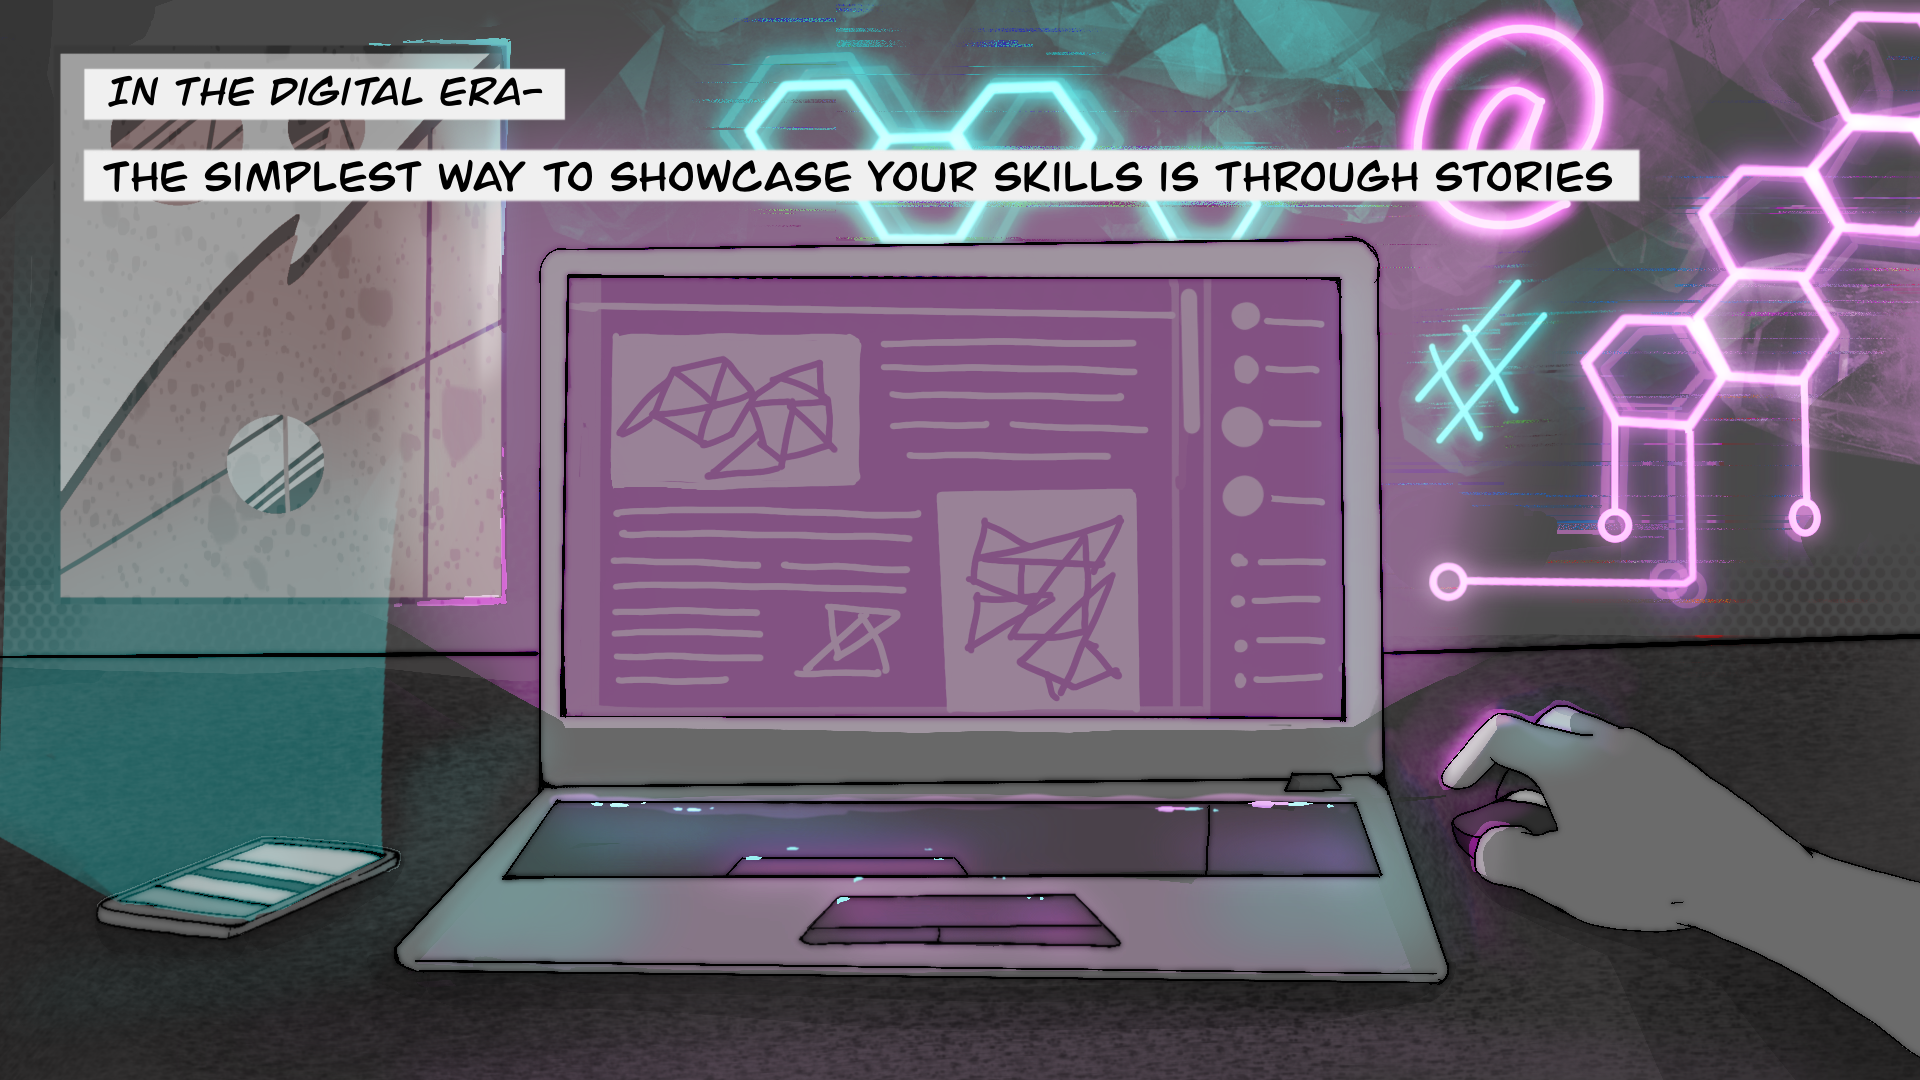 IN THE DIGITAL ERA-
THE SIMPLEST WAY TO SHOWCASE YOUR SKILLS IS THROUGH STORIES
@
#